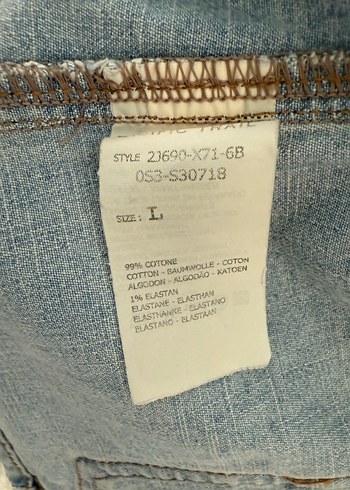 STYLE 2J690-X71-6B
0S3-S30718
SIZE: L
99% COTONE
COTTON - BAUMWOLLE - COTON
ALGODON - ALGODÃO - KATOEN
1% ELASTAN
ELASTANE - ELASTHAN
ELASTHANNE - ELASTANO
ELASTANO - ELASTAAN